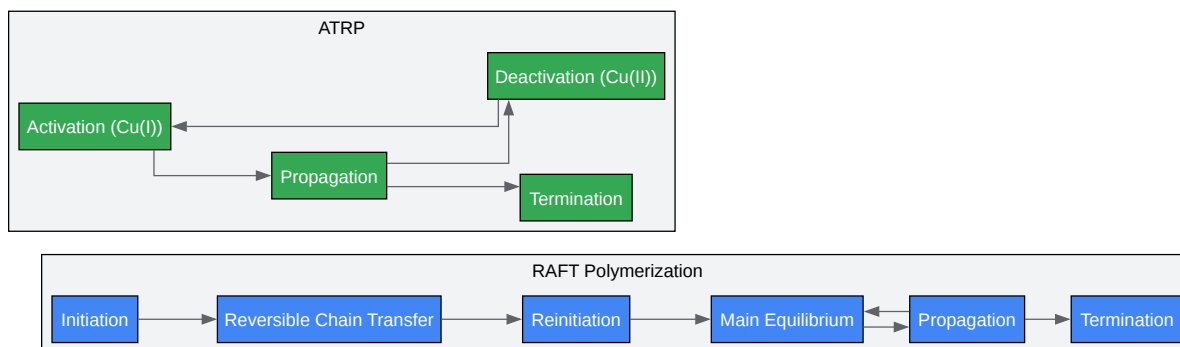 ATRP
Deactivation (Cu(II))
Activation (Cu(I))
Propagation
Termination
RAFT Polymerization
Initiation
Reversible Chain Transfer
Reinitiation
Main Equilibrium
Propagation
Termination